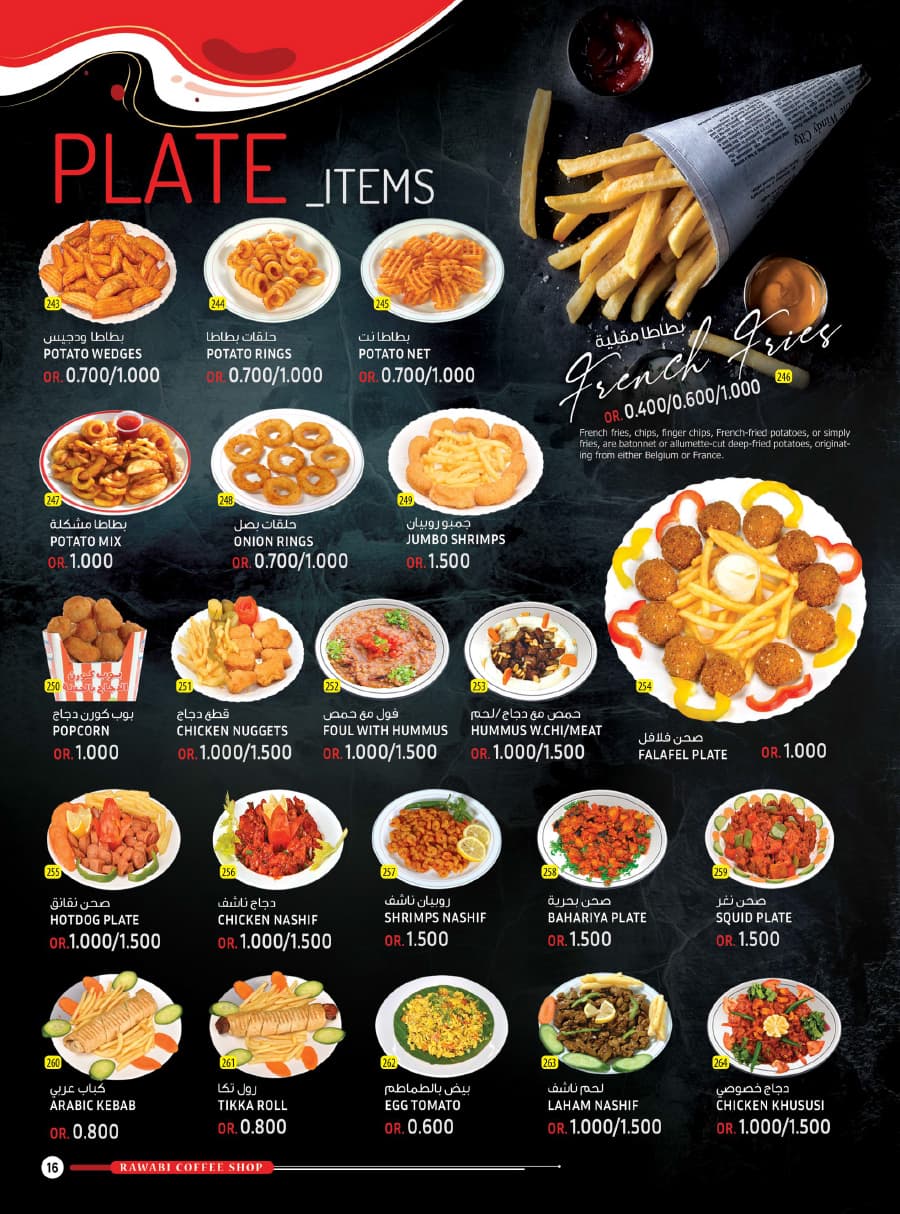 PLATE _ITEMS
243
بطاطا ودجيس
POTATO WEDGES
OR. 0.700/1.000
244
حلقات بطاطا
POTATO RINGS
OR. 0.700/1.000
245
بطاطا نت
POTATO NET
OR. 0.700/1.000
The Windy City
بطاطا مقلية
French Fries
246
OR. 0.400/0.600/1.000
French fries, chips, finger chips, French-fried potatoes, or simply
fries, are batonnet or allumette-cut deep-fried potatoes, originat-
ing from either Belgium or France.
247
بطاطا مشكلة
POTATO MIX
OR. 1.000
248
حلقات بصل
ONION RINGS
OR. 0.700/1.000
249
جمبو روبيان
JUMBO SHRIMPS
OR. 1.500
250
بوب كورن دجاج
POPCORN
OR. 1.000
251
قطع دجاج
CHICKEN NUGGETS
OR. 1.000/1.500
252
فول مع حمص
FOUL WITH HUMMUS
OR. 1.000/1.500
253
حمص مع دجاج/لحم
HUMMUS W.CHI/MEAT
OR. 1.000/1.500
254
صحن فلافل
FALAFEL PLATE
OR. 1.000
255
صحن نقانق
HOTDOG PLATE
OR. 1.000/1.500
256
دجاج ناشف
CHICKEN NASHIF
OR. 1.000/1.500
257
روبيان ناشف
SHRIMPS NASHIF
OR. 1.500
258
صحن بحرية
BAHARIYA PLATE
OR. 1.500
259
صحن نغر
SQUID PLATE
OR. 1.500
260
كباب عربي
ARABIC KEBAB
OR. 0.800
261
رول تكا
TIKKA ROLL
OR. 0.800
262
بيض بالطماطم
EGG TOMATO
OR. 0.600
263
لحم ناشف
LAHAM NASHIF
OR. 1.000/1.500
264
دجاج خصوصي
CHICKEN KHUSUSI
OR. 1.000/1.500
16
RAWABI COFFEE SHOP